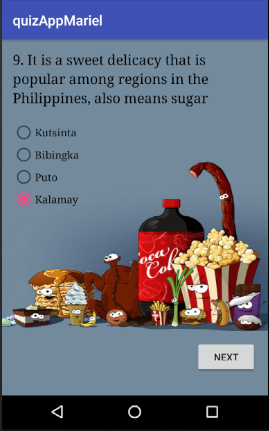 quizAppMariel
9. It is a sweet delicacy that is
popular among regions in the
Philippines, also means sugar
Kutsinta
Bibingka
Puto
Kalamay
oca
Col
NEXT